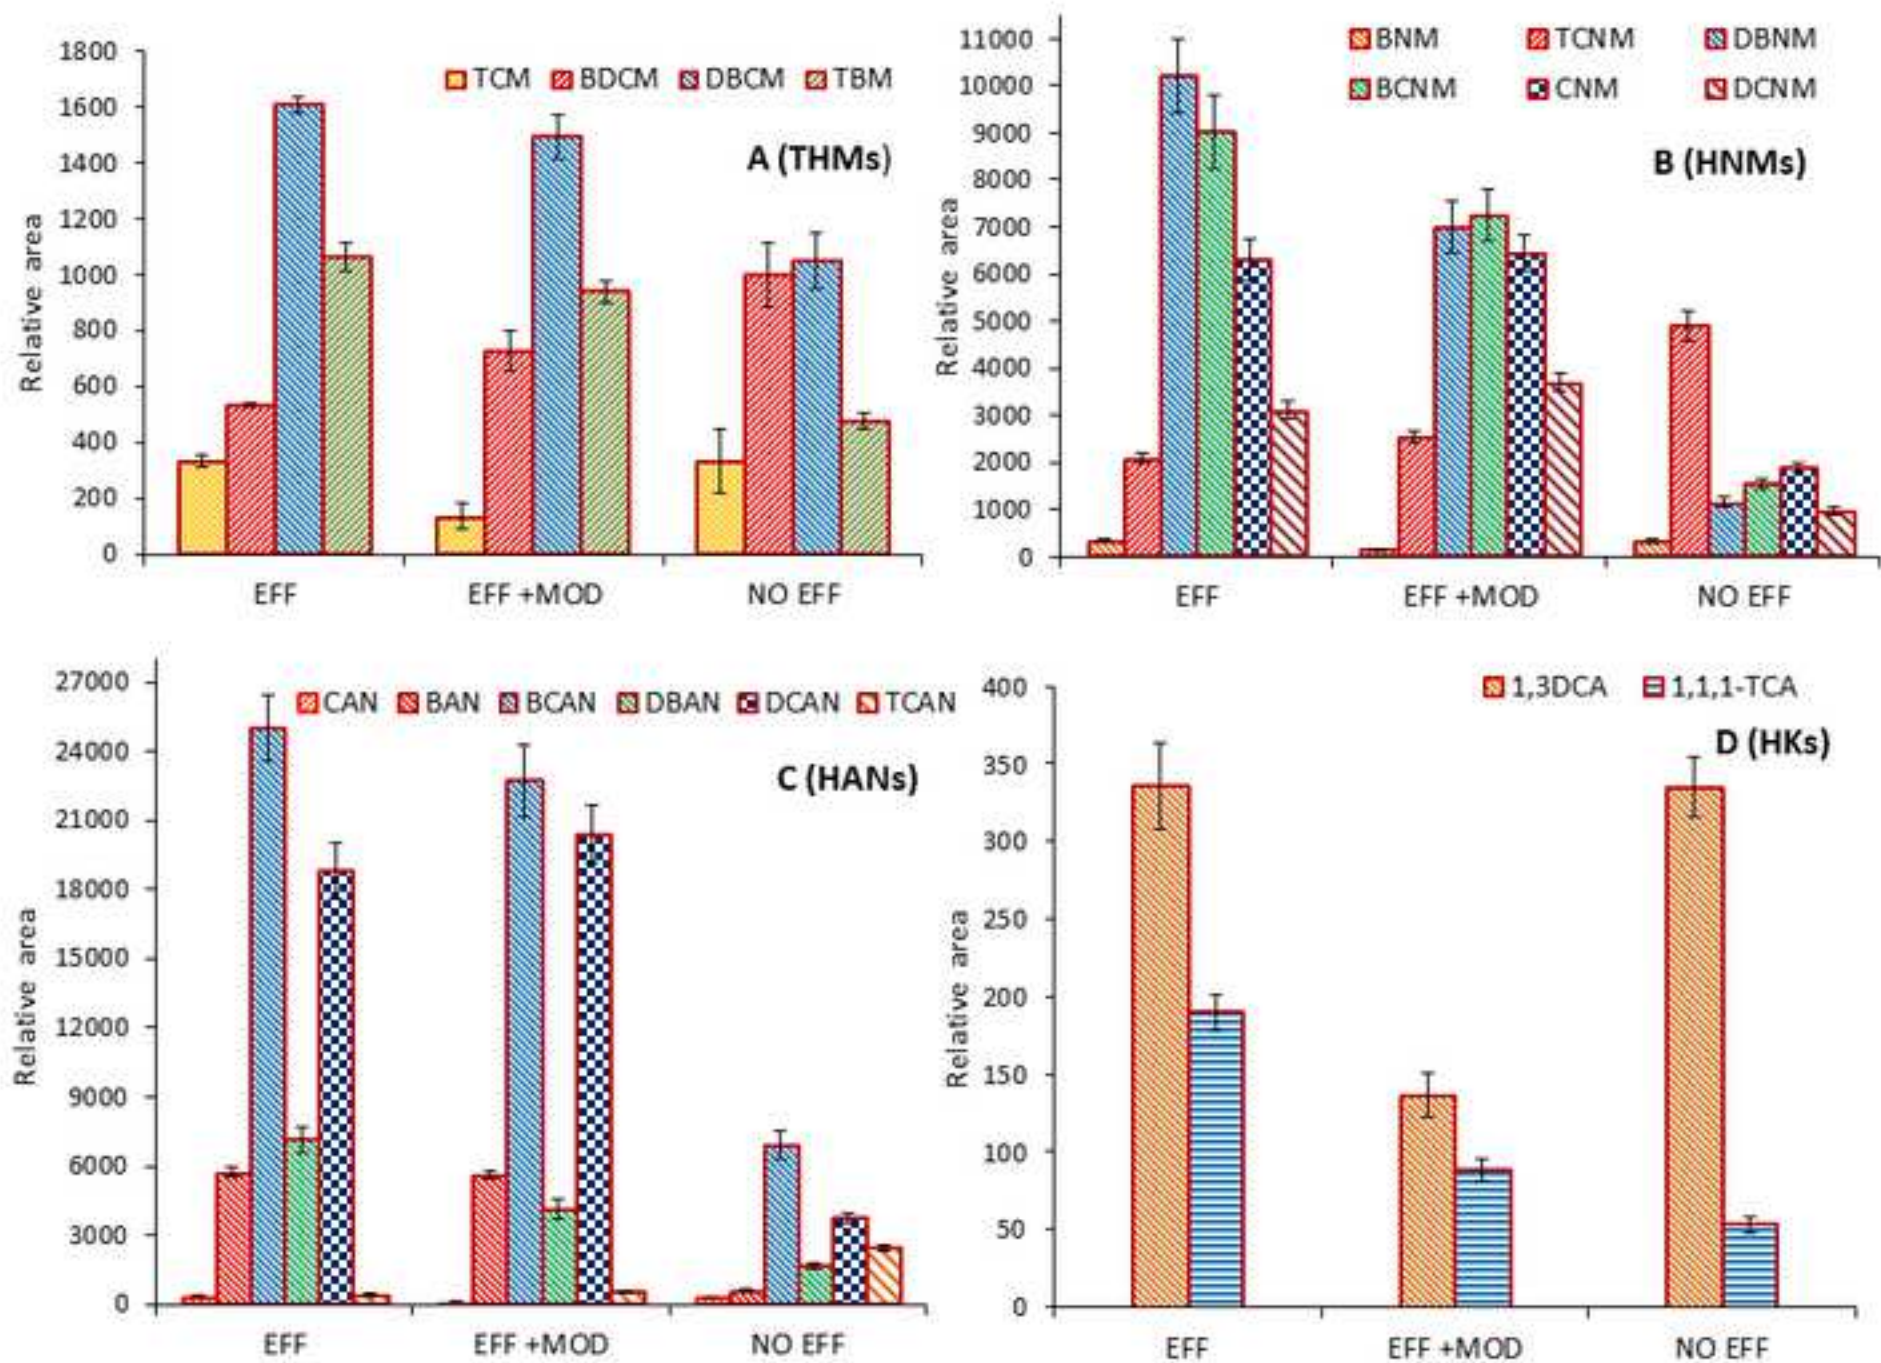 1800
1600
1400
1200
1000
800
600
400
200
0
Relative area
TCM BDCM DBCM TBM
A (THMs)
EFF EFF +MOD NO EFF
11000
10000
9000
8000
7000
6000
5000
4000
3000
2000
1000
0
Relative area
BNM TCNM DBNM
BCNM CNM DCNM
B (HNMs)
EFF EFF +MOD NO EFF
27000
24000
21000
18000
15000
12000
9000
6000
3000
0
Relative area
CAN BAN BCAN DBAN DCAN TCAN
C (HANs)
EFF EFF +MOD NO EFF
400
350
300
250
200
150
100
50
0
Relative area
1,3DCA 1,1,1-TCA
D (HKs)
EFF EFF +MOD NO EFF